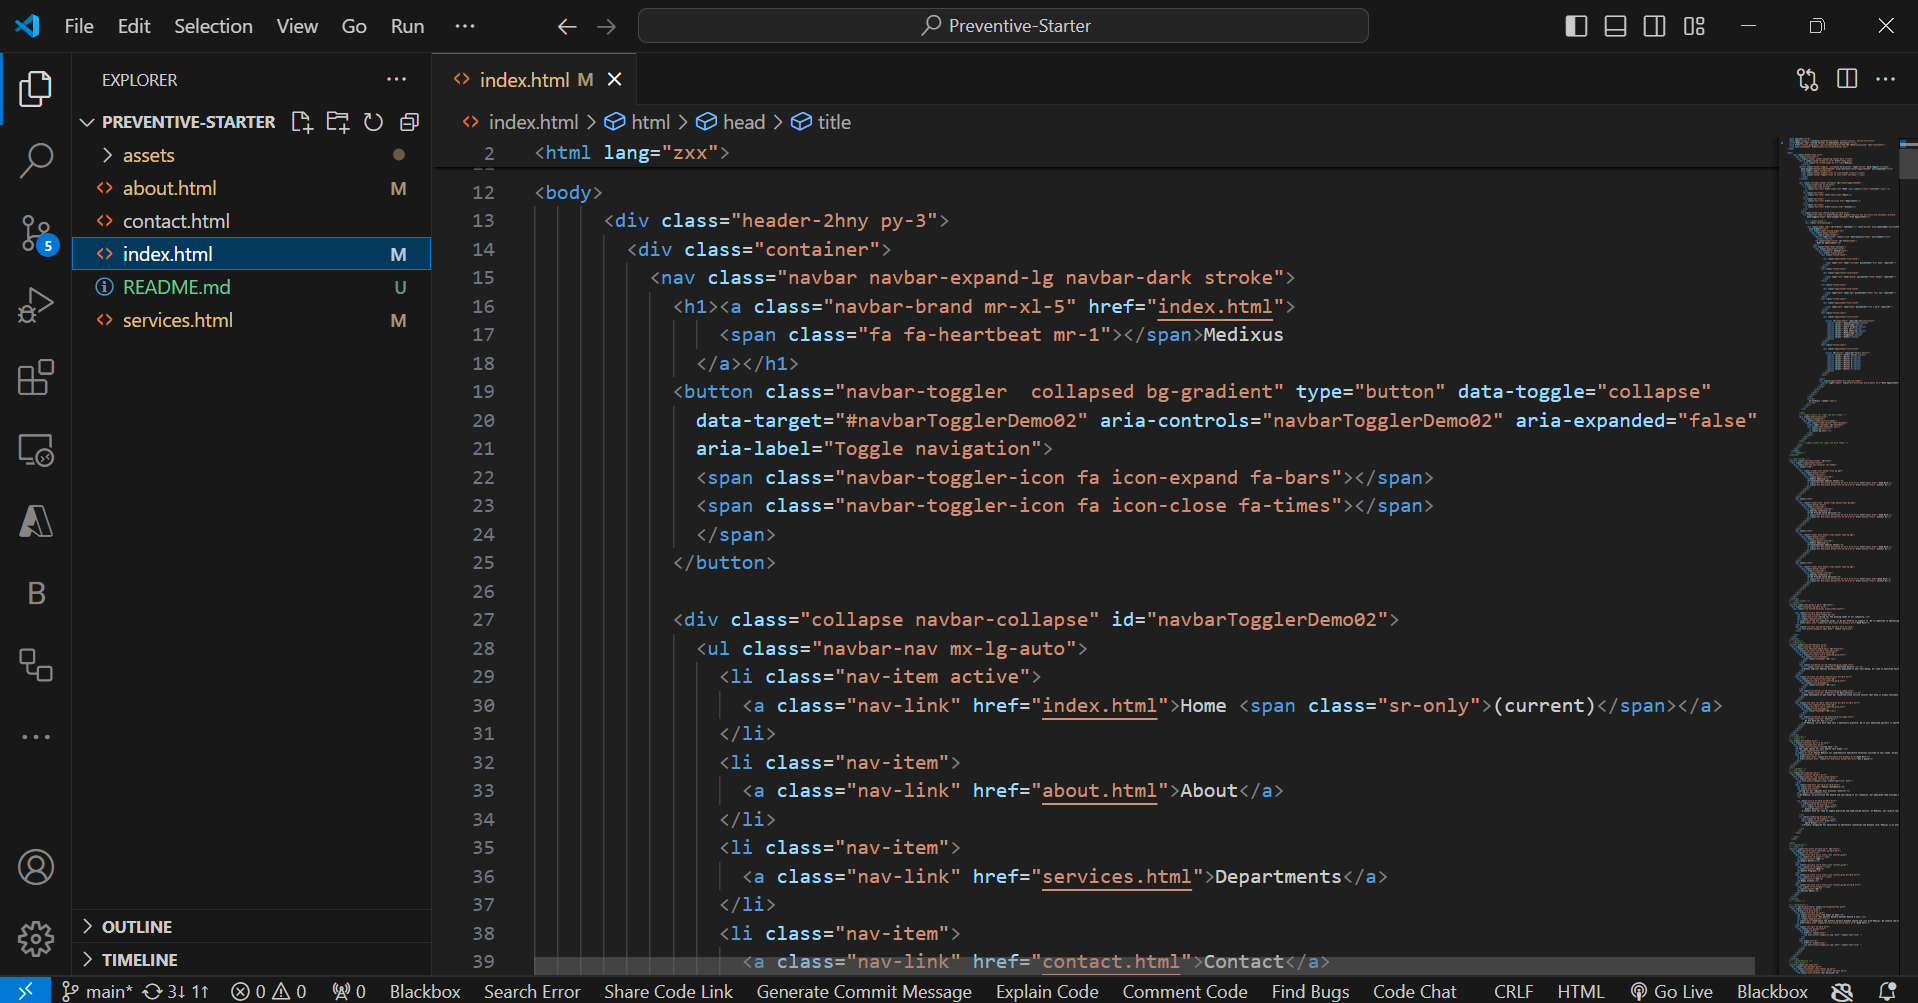 File Edit Selection View Go Run ··· Preventive-Starter
EXPLORER ···
PREVENTIVE-STARTER
assets
about.html M
contact.html
index.html M
README.md U
services.html M
5
B
OUTLINE
TIMELINE
index.html M
index.html > html > head > title
2 <html lang="zxx">
12 <body>
13 <div class="header-2hny py-3">
14 <div class="container">
15 <nav class="navbar navbar-expand-lg navbar-dark stroke">
16 <h1><a class="navbar-brand mr-xl-5" href="index.html">
17 <span class="fa fa-heartbeat mr-1"></span>Medixus
18 </a></h1>
19 <button class="navbar-toggler  collapsed bg-gradient" type="button" data-toggle="collapse"
20 data-target="#navbarTogglerDemo02" aria-controls="navbarTogglerDemo02" aria-expanded="false"
21 aria-label="Toggle navigation">
22 <span class="navbar-toggler-icon fa icon-expand fa-bars"></span>
23 <span class="navbar-toggler-icon fa icon-close fa-times"></span>
24 </span>
25 </button>
26
27 <div class="collapse navbar-collapse" id="navbarTogglerDemo02">
28 <ul class="navbar-nav mx-lg-auto">
29 <li class="nav-item active">
30 <a class="nav-link" href="index.html">Home <span class="sr-only">(current)</span></a>
31 </li>
32 <li class="nav-item">
33 <a class="nav-link" href="about.html">About</a>
34 </li>
35 <li class="nav-item">
36 <a class="nav-link" href="services.html">Departments</a>
37 </li>
38 <li class="nav-item">
39 <a class="nav-link" href="contact.html">Contact</a>
main* 3↓ 1↑ 0 0 0 Blackbox Search Error Share Code Link Generate Commit Message Explain Code Comment Code Find Bugs Code Chat CRLF HTML Go Live Blackbox